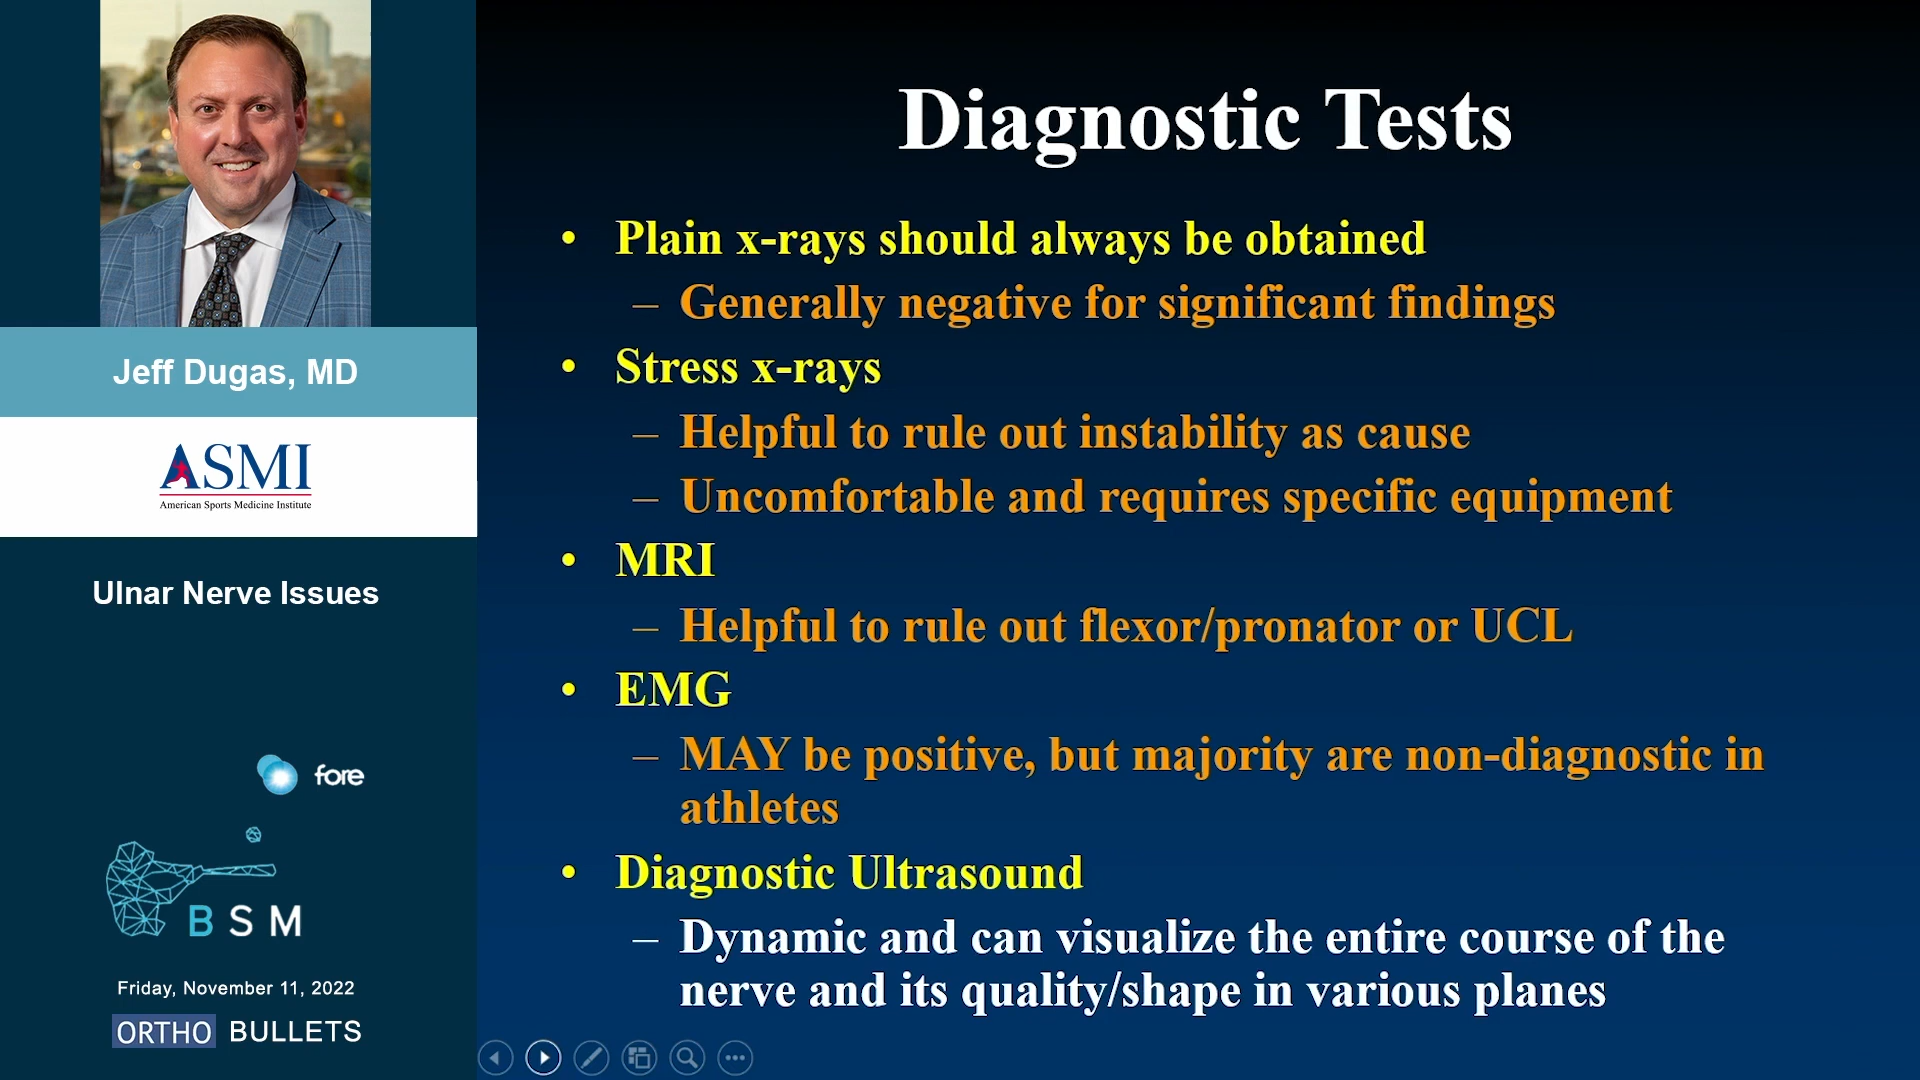 Jeff Dugas, MD
ASMI
American Sports Medicine Institute
Ulnar Nerve Issues
fore
BSM
Friday, November 11, 2022
ORTHO BULLETS
Diagnostic Tests
• Plain x-rays should always be obtained
– Generally negative for significant findings
• Stress x-rays
– Helpful to rule out instability as cause
– Uncomfortable and requires specific equipment
• MRI
– Helpful to rule out flexor/pronator or UCL
• EMG
– MAY be positive, but majority are non-diagnostic in
athletes
• Diagnostic Ultrasound
– Dynamic and can visualize the entire course of the
nerve and its quality/shape in various planes